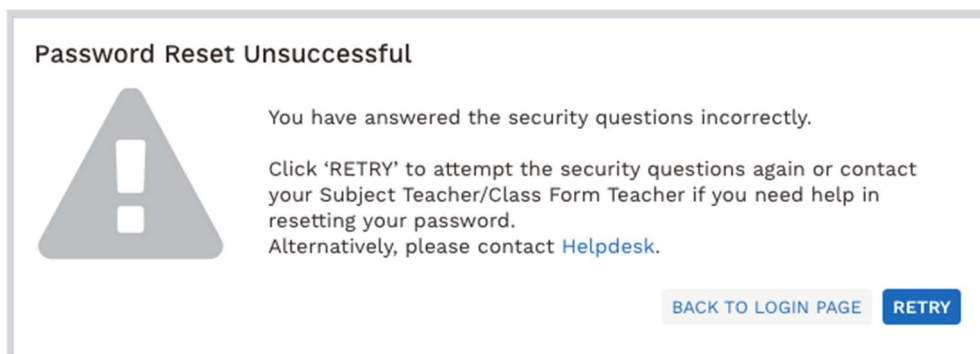 Password Reset Unsuccessful
You have answered the security questions incorrectly.
Click ‘RETRY’ to attempt the security questions again or contact
your Subject Teacher/Class Form Teacher if you need help in
resetting your password.
Alternatively, please contact Helpdesk.
BACK TO LOGIN PAGE RETRY